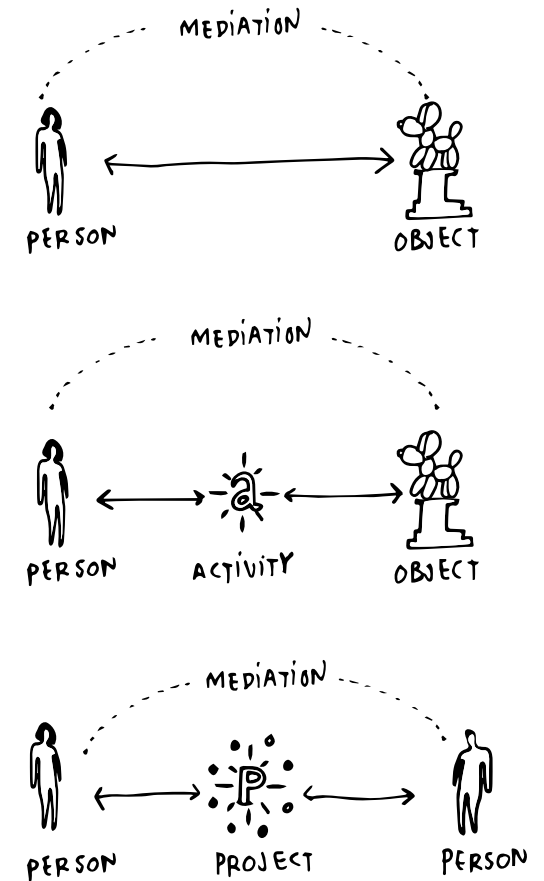 MEDiATiON
PERSON
OBJECT
MEDiATiON
a
PERSON
ACTiViTY
OBJECT
MEDiATiON
P
PERSON
PROJECT
PERSON